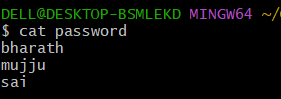 DELL@DESKTOP-BSMLEKD MINGW64 ~/
$ cat password
bharath
mujju
sai